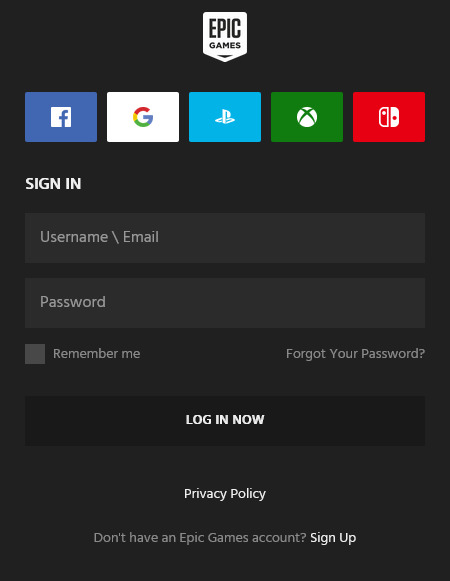 EPIC
GAMES
SIGN IN
Username \ Email
Password
Remember me
Forgot Your Password?
LOG IN NOW
Privacy Policy
Don't have an Epic Games account? Sign Up